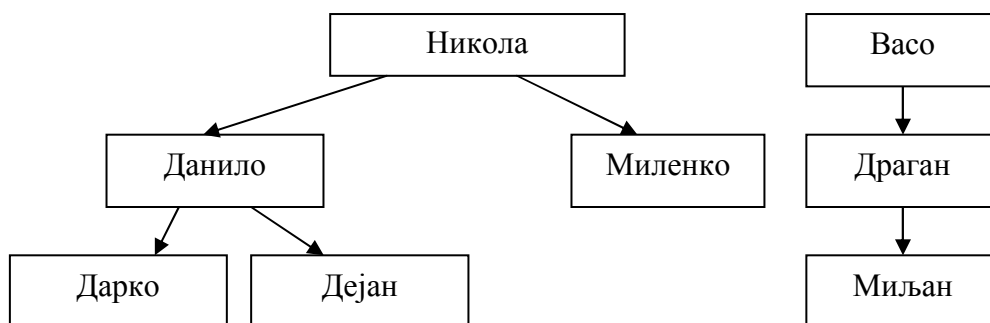 Никола
Васо
Данило
Миленко
Драган
Дарко
Дејан
Миљан